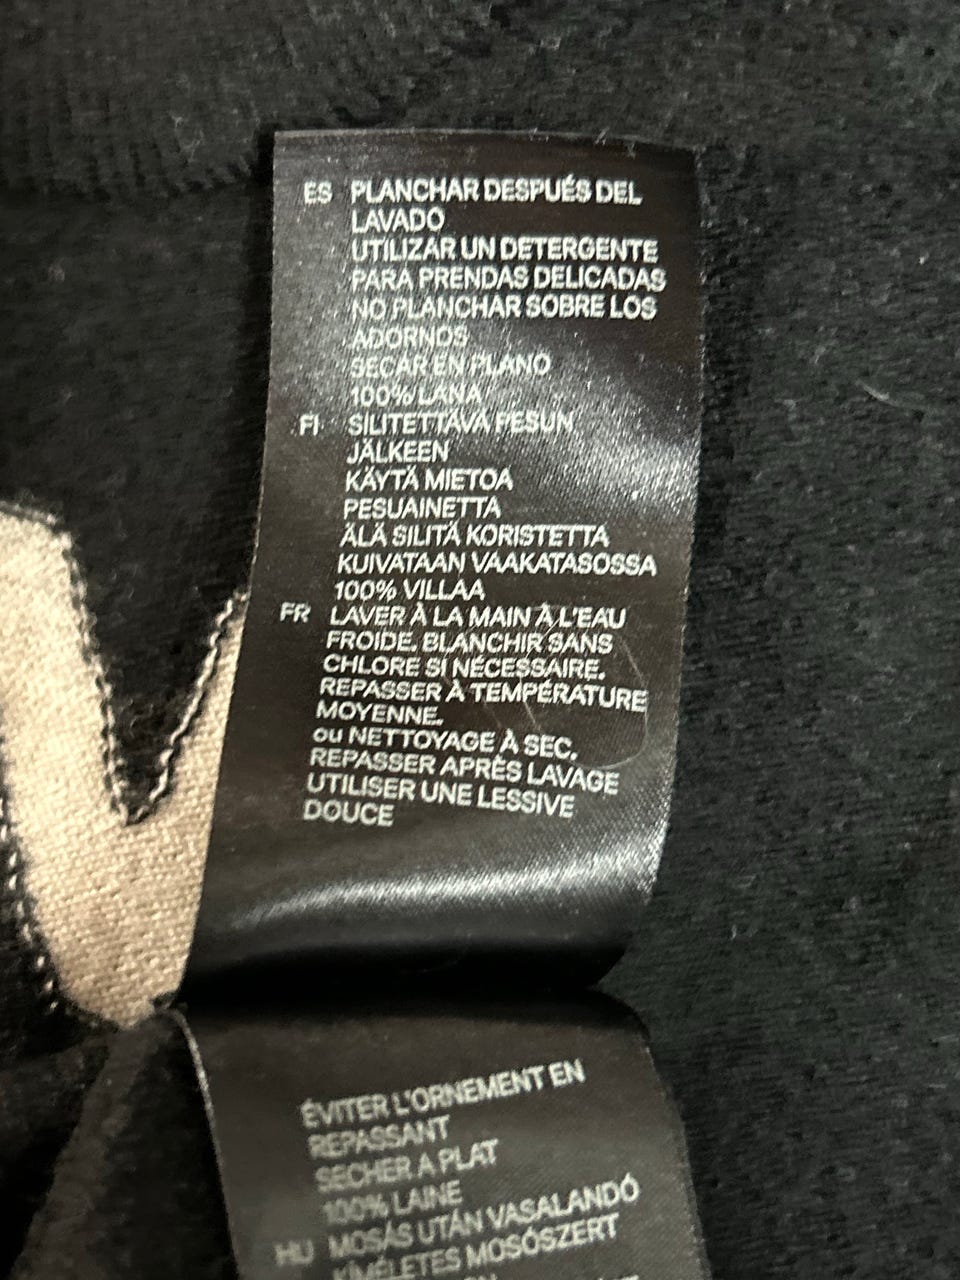 ES PLANCHAR DESPUÉS DEL
LAVADO
UTILIZAR UN DETERGENTE
PARA PRENDAS DELICADAS
NO PLANCHAR SOBRE LOS
ADORNOS
SECAR EN PLANO
100% LANA
FI SILITETTÄVÄ PESUN
JÄLKEEN
KÄYTÄ MIETOA
PESUAINETTA
ÄLÄ SILITÄ KORISTETTA
KUIVATAAN VAAKATASOSSA
100% VILLAA
FR LAVER À LA MAIN À L'EAU
FROIDE. BLANCHIR SANS
CHLORE SI NÉCESSAIRE.
REPASSER À TEMPÉRATURE
MOYENNE.
ou NETTOYAGE À SEC.
REPASSER APRÈS LAVAGE
UTILISER UNE LESSIVE
DOUCE
ÉVITER L'ORNEMENT EN
REPASSANT
SECHER A PLAT
100% LAINE
HU MOSÁS UTÁN VASALANDÓ
KÍMÉLETES MOSÓSZERT